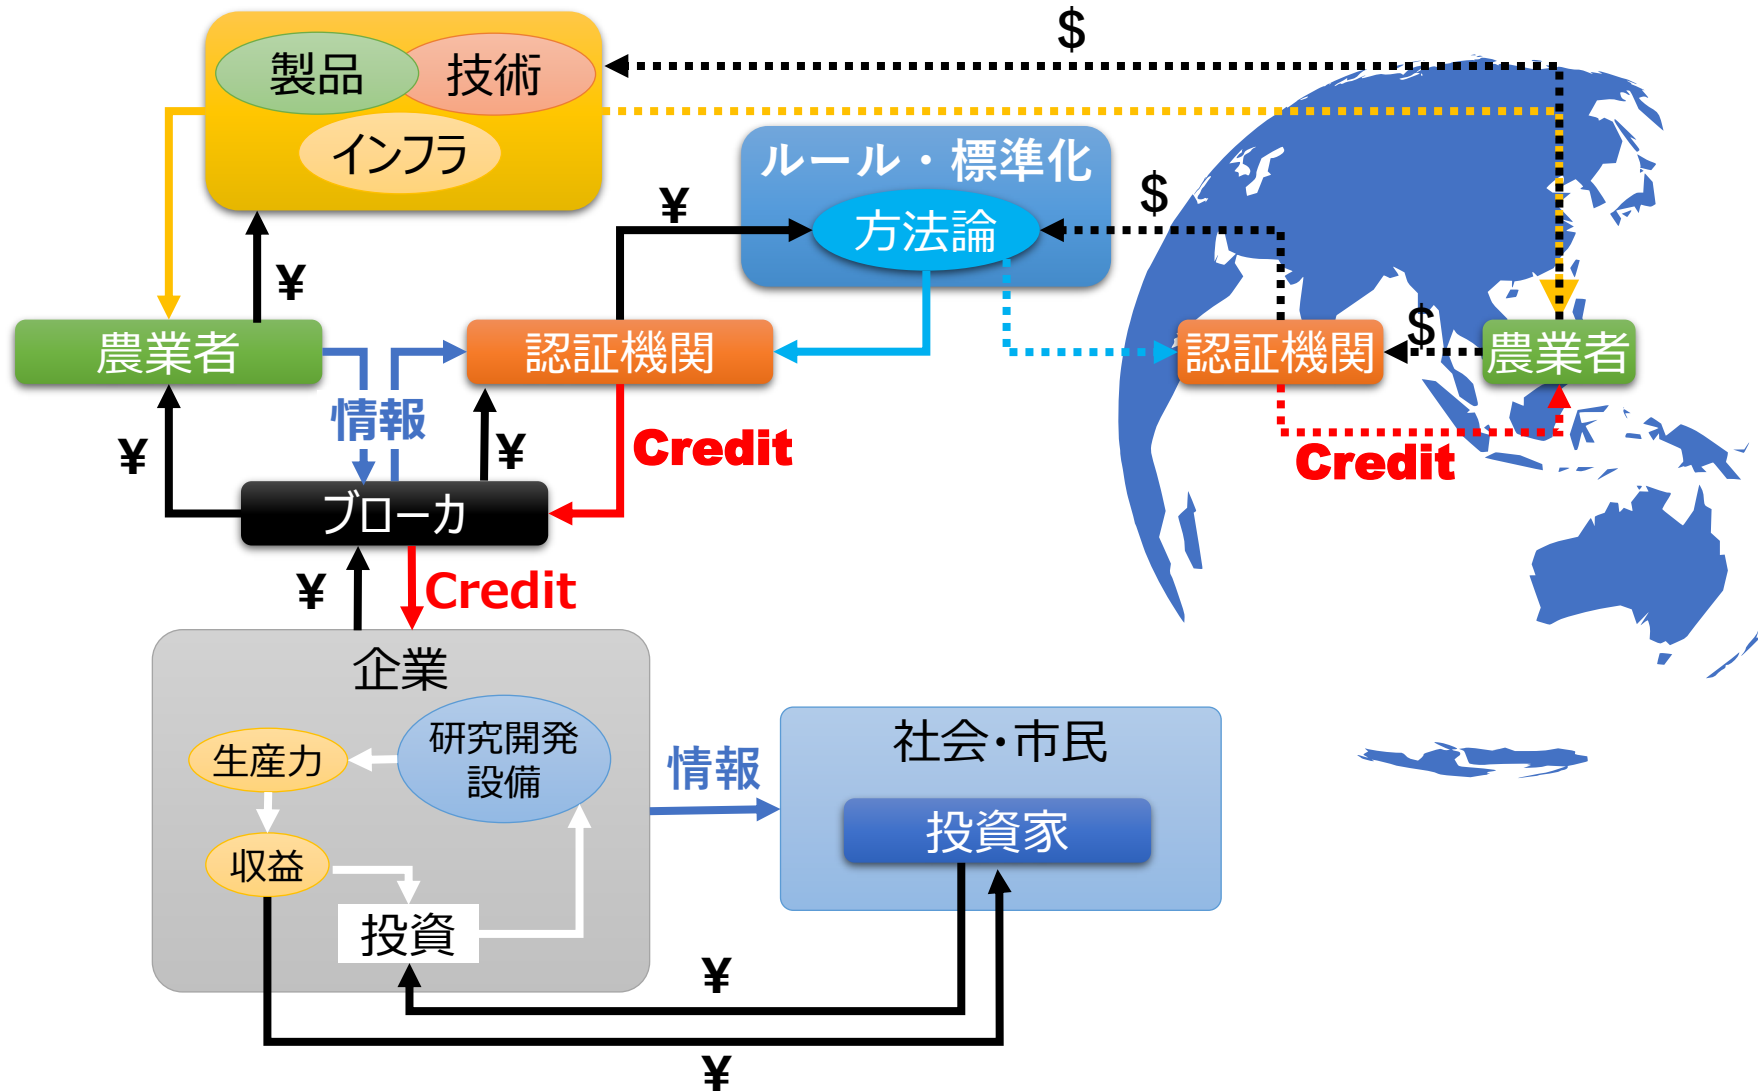 $
製品
技術
インフラ
ルール・標準化
方法論
¥
$
¥
農業者
認証機関
認証機関
$
農業者
情報
¥
¥
Credit
Credit
ブローカ
¥
Credit
企業
研究開発
設備
生産力
収益
投資
情報
社会・市民
投資家
¥
¥